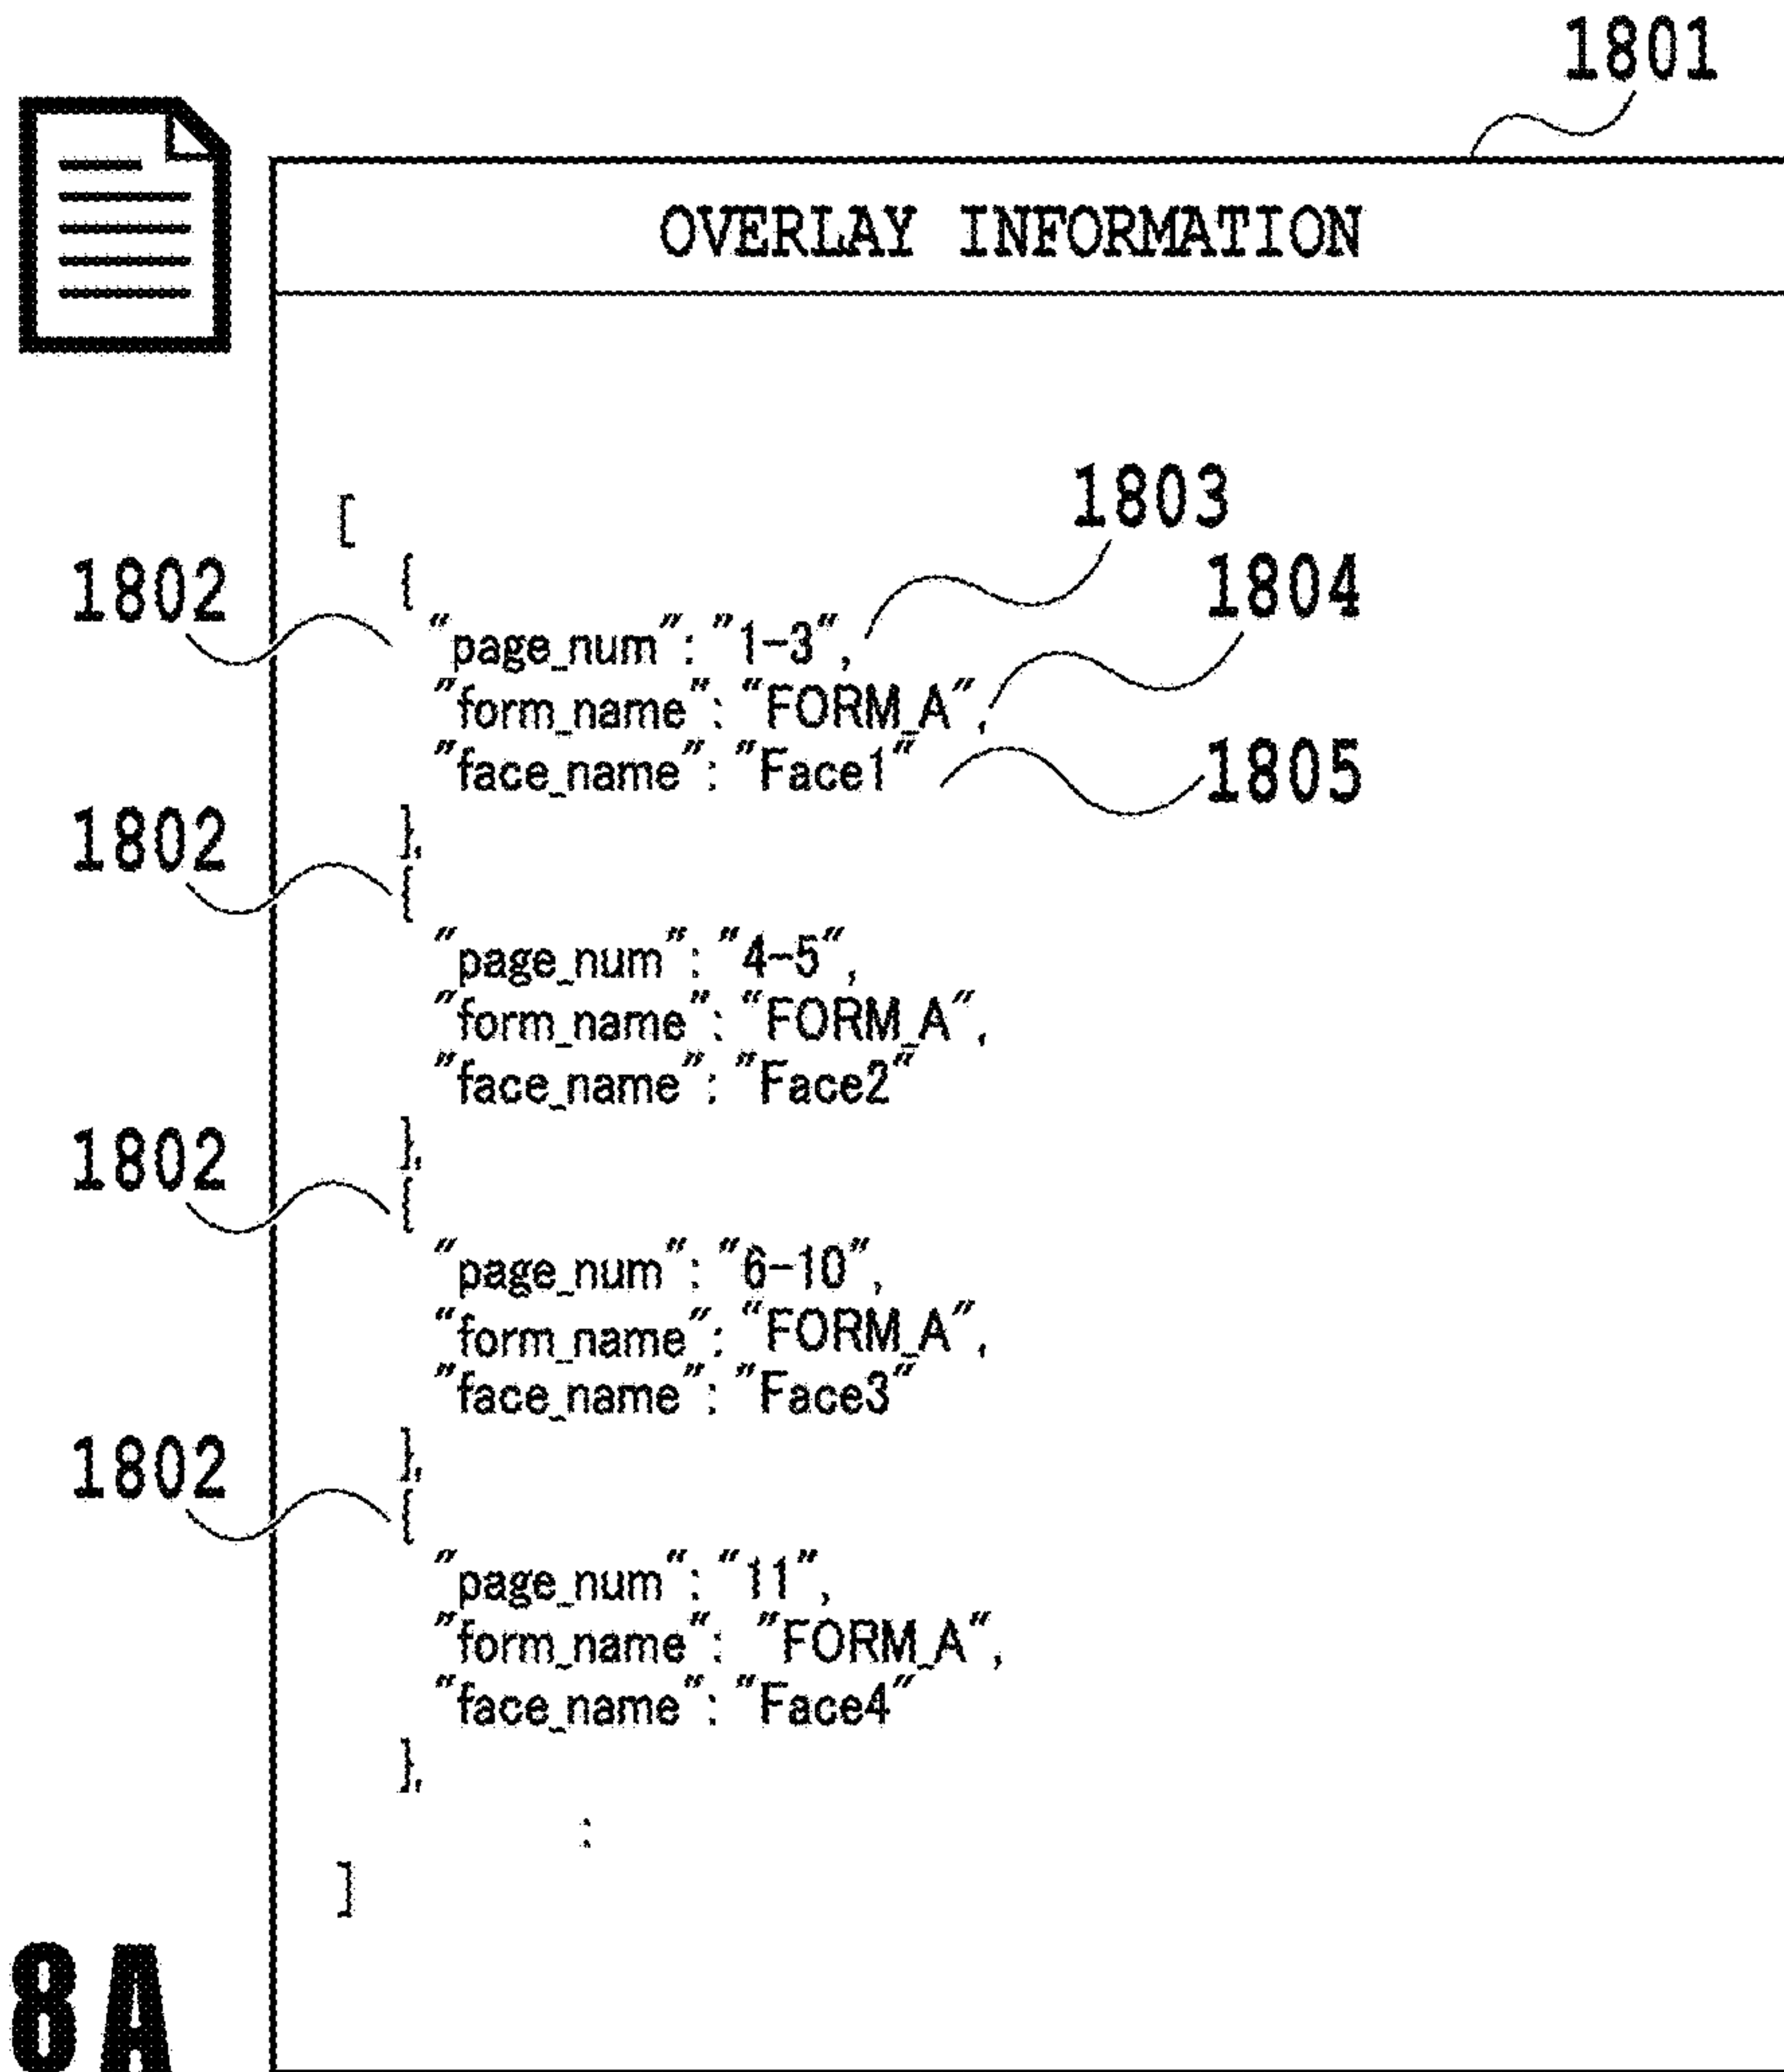 1801
OVERLAY INFORMATION
[
1803
1802
{
1804
"page_num": "1-3",
"form_name": "FORM_A",
"face_name": "Face1"
1805
1802
},
{
"page_num": "4-5",
"form_name": "FORM_A",
"face_name": "Face2"
1802
},
{
"page_num": "6-10",
"form_name": "FORM_A",
"face_name": "Face3"
1802
},
{
"page_num": "11",
"form_name": "FORM_A",
"face_name": "Face4"
},
:
]
8A